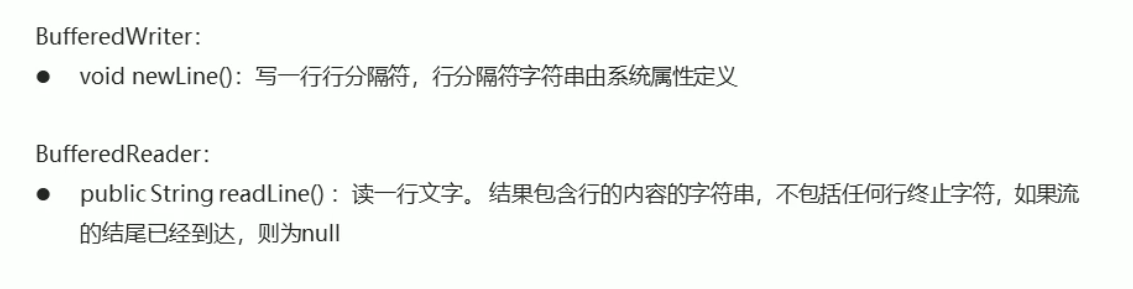 BufferedWriter：
● void newLine()：写一行行分隔符，行分隔符字符串由系统属性定义
BufferedReader：
● public String readLine() ：读一行文字。 结果包含行的内容的字符串，不包括任何行终止字符，如果流
的结尾已经到达，则为null